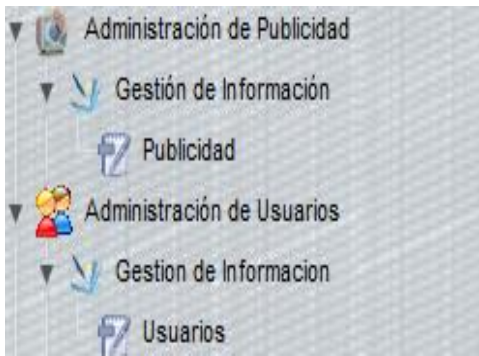 Administración de Publicidad
Gestión de Información
Publicidad
Administración de Usuarios
Gestion de Informacion
Usuarios